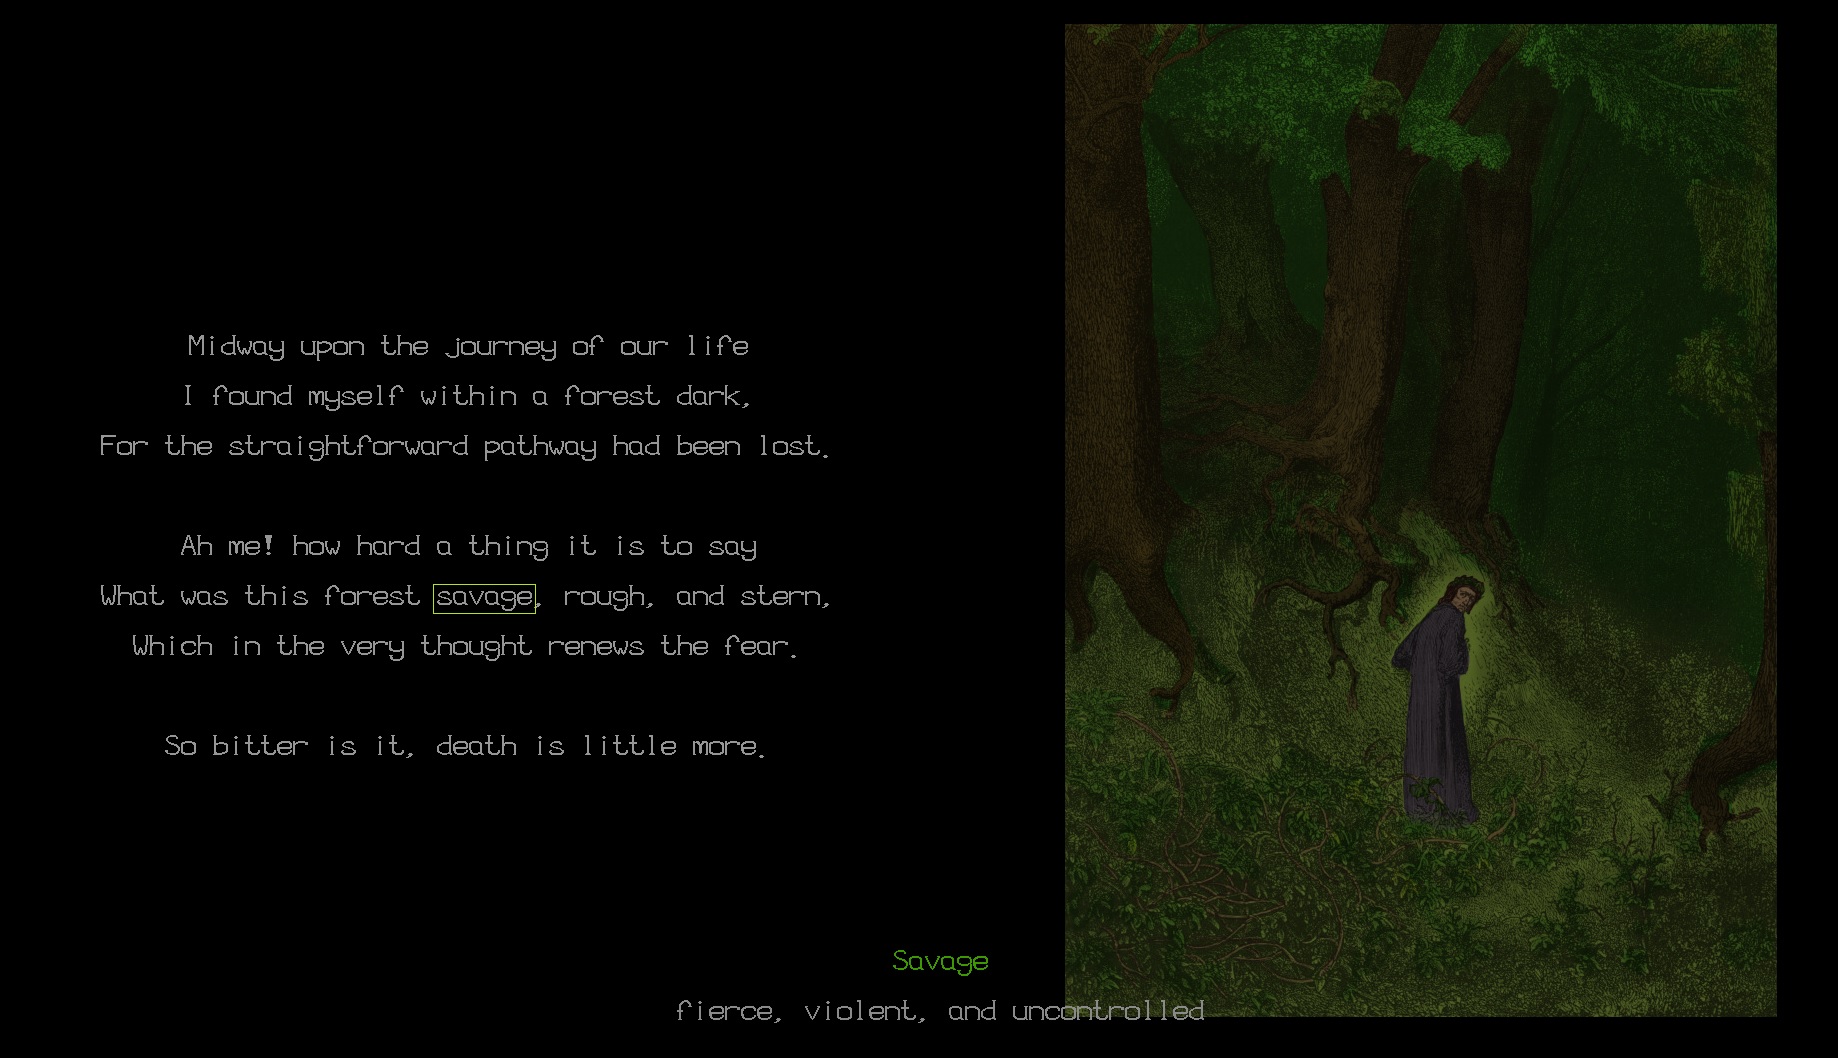 Midway upon the journey of our life
I found myself within a forest dark,
For the straightforward pathway had been lost.
Ah me! how hard a thing it is to say
What was this forest savage, rough, and stern,
Which in the very thought renews the fear.
So bitter is it, death is little more.
Savage
fierce, violent, and uncontrolled